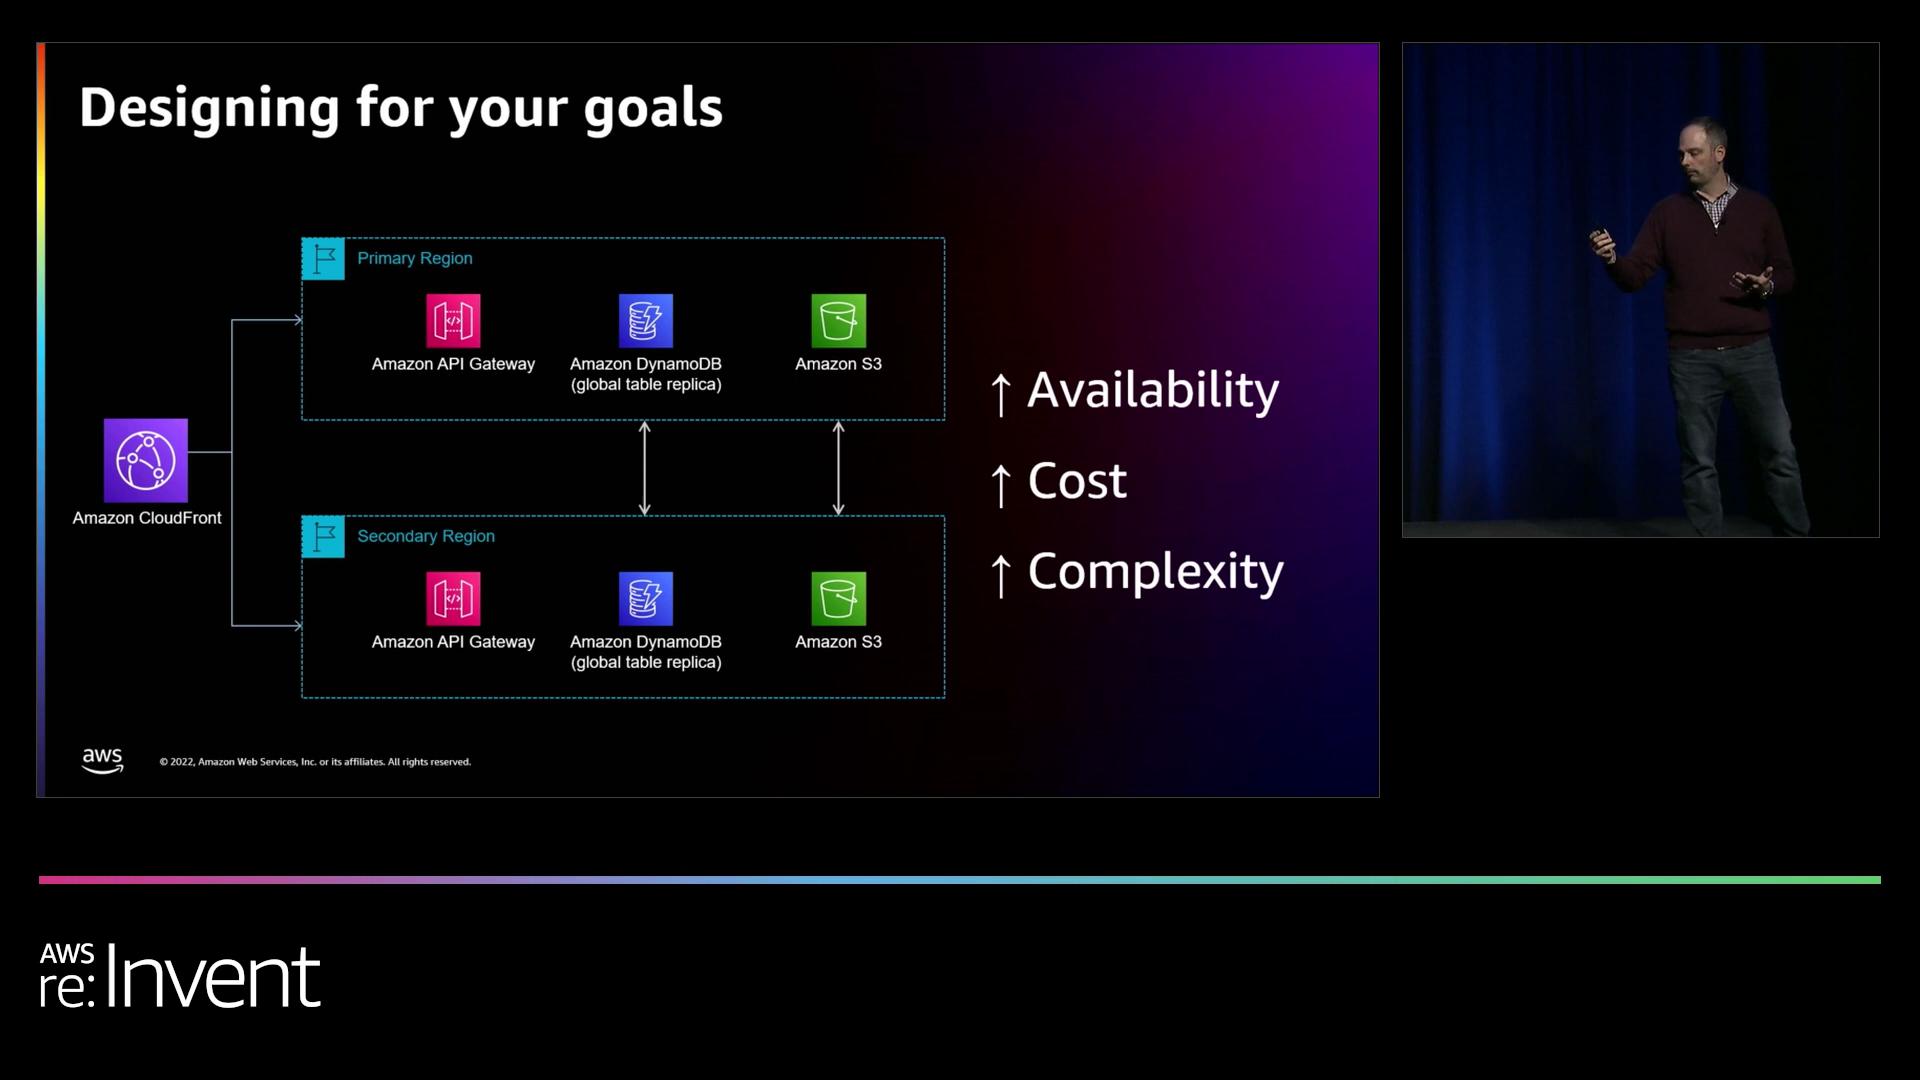 Designing for your goals
Primary Region
Amazon API Gateway
Amazon DynamoDB
(global table replica)
Amazon S3
Amazon CloudFront
Secondary Region
Amazon API Gateway
Amazon DynamoDB
(global table replica)
Amazon S3
↑ Availability
↑ Cost
↑ Complexity
aws
© 2022, Amazon Web Services, Inc. or its affiliates. All rights reserved.
AWS
re:Invent